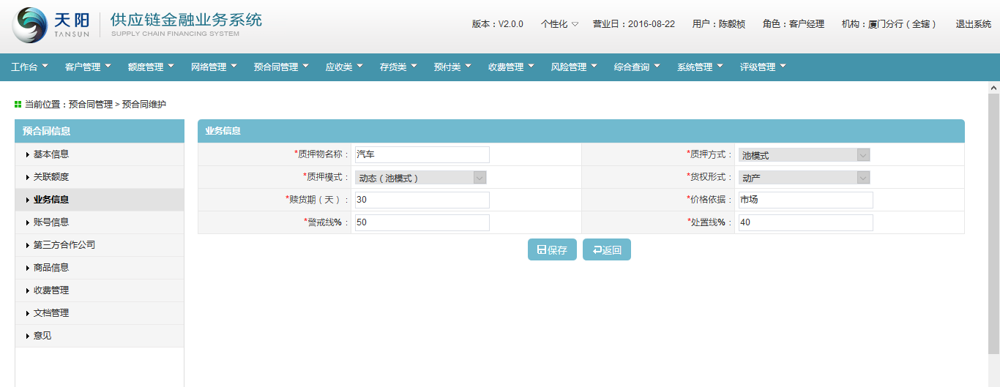 天阳
TANSUN
供应链金融业务系统
SUPPLY CHAIN FINANCING SYSTEM
版本：V2.0.0 个性化 营业日：2016-08-22 用户：陈毅桢 角色：客户经理 机构：厦门分行（全辖） 退出系统
工作台 客户管理 额度管理 网络管理 预合同管理 应收类 存货类 预付类 收费管理 风险管理 综合查询 系统管理 评级管理
当前位置：预合同管理 > 预合同维护
预合同信息
基本信息
关联额度
业务信息
账号信息
第三方合作公司
商品信息
收费管理
文档管理
意见
业务信息
*质押物名称： 汽车 *质押方式： 池模式
*质押模式： 动态（池模式） *货权形式： 动产
*赎货期（天）： 30 *价格依据： 市场
*警戒线%： 50 *处置线%： 40
保存 返回